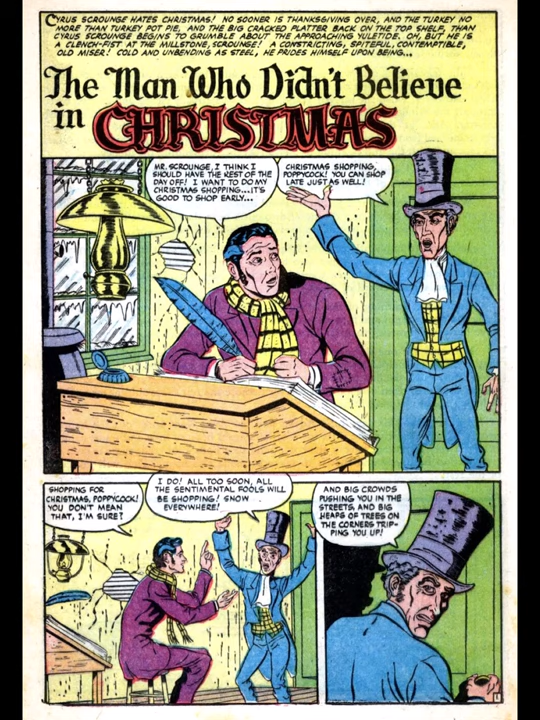 CYRUS SCROUNGE HATES CHRISTMAS! NO SOONER IS THANKSGIVING OVER, AND THE TURKEY NO
MORE THAN TURKEY POT PIE, AND THE BIG CRACKED PLATTER BACK ON THE TOP SHELF, THAN
CYRUS SCROUNGE BEGINS TO GRUMBLE ABOUT THE APPROACHING YULETIDE. OH, BUT HE IS
A CLENCH-FIST AT THE MILLSTONE, SCROUNGE! A CONSTRICTING, SPITEFUL, CONTEMPTIBLE,
OLD MISER! COLD AND UNBENDING AS STEEL, HE PRIDES HIMSELF UPON BEING...
The Man Who Didn't Believe
in CHRISTMAS
MR. SCROUNGE, I THINK I
SHOULD HAVE THE REST OF THE
DAY OFF! I WANT TO DO MY
CHRISTMAS SHOPPING...IT'S
GOOD TO SHOP EARLY...
CHRISTMAS SHOPPING,
POPPYCOCK! YOU CAN SHOP
LATE JUST AS WELL!
SHOPPING FOR
CHRISTMAS, POPPYCOCK!
YOU DON'T MEAN
THAT, I'M SURE?
I DO! ALL TOO SOON, ALL
THE SENTIMENTAL FOOLS WILL
BE SHOPPING! SNOW
EVERYWHERE!
AND BIG CROWDS
PUSHING YOU IN THE
STREETS, AND BIG
HEAPS OF TREES ON
THE CORNERS TRIP-
PING YOU UP!
1